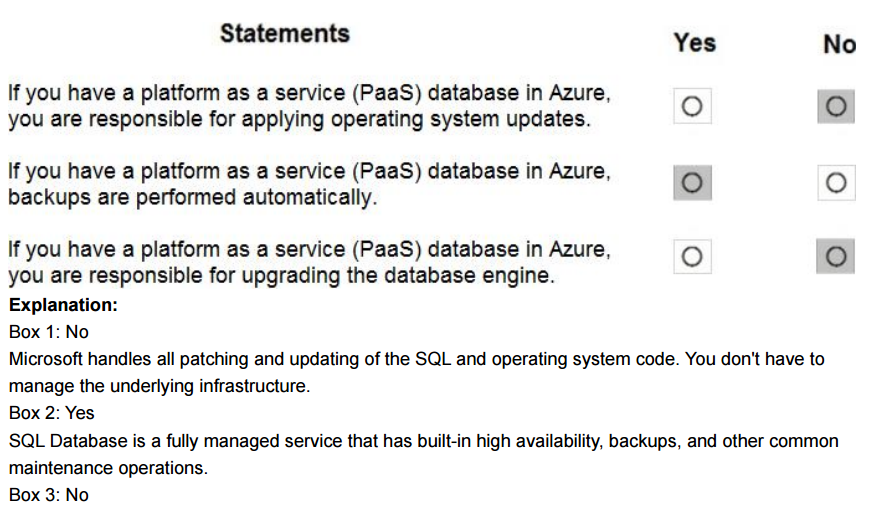 Statements Yes No
If you have a platform as a service (PaaS) database in Azure,
you are responsible for applying operating system updates.
If you have a platform as a service (PaaS) database in Azure,
backups are performed automatically.
If you have a platform as a service (PaaS) database in Azure,
you are responsible for upgrading the database engine.
Explanation:
Box 1: No
Microsoft handles all patching and updating of the SQL and operating system code. You don't have to
manage the underlying infrastructure.
Box 2: Yes
SQL Database is a fully managed service that has built-in high availability, backups, and other common
maintenance operations.
Box 3: No